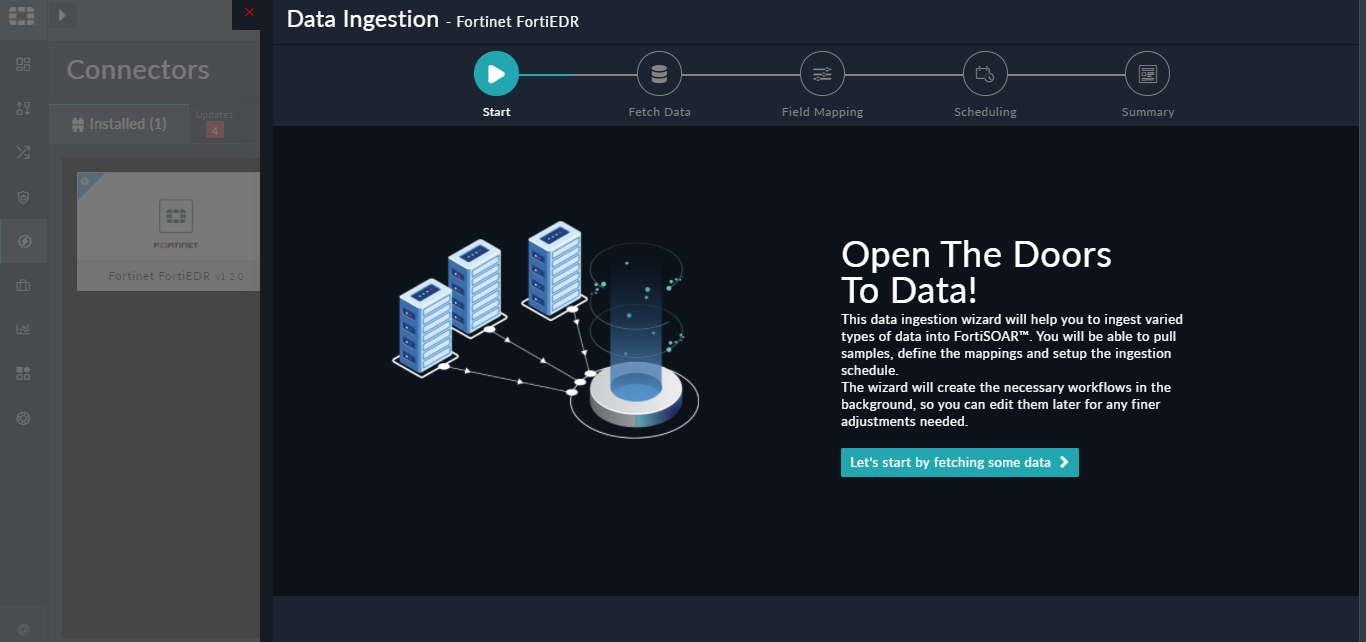 Data Ingestion - Fortinet FortiEDR
Connectors
Installed (1)
Updates
4
FORTINET
Fortinet FortiEDR v1.2.0
Start
Fetch Data
Field Mapping
Scheduling
Summary
Open The Doors
To Data!
This data ingestion wizard will help you to ingest varied
types of data into FortiSOAR™. You will be able to pull
samples, define the mappings and setup the ingestion
schedule.
The wizard will create the necessary workflows in the
background, so you can edit them later for any finer
adjustments needed.
Let's start by fetching some data
@